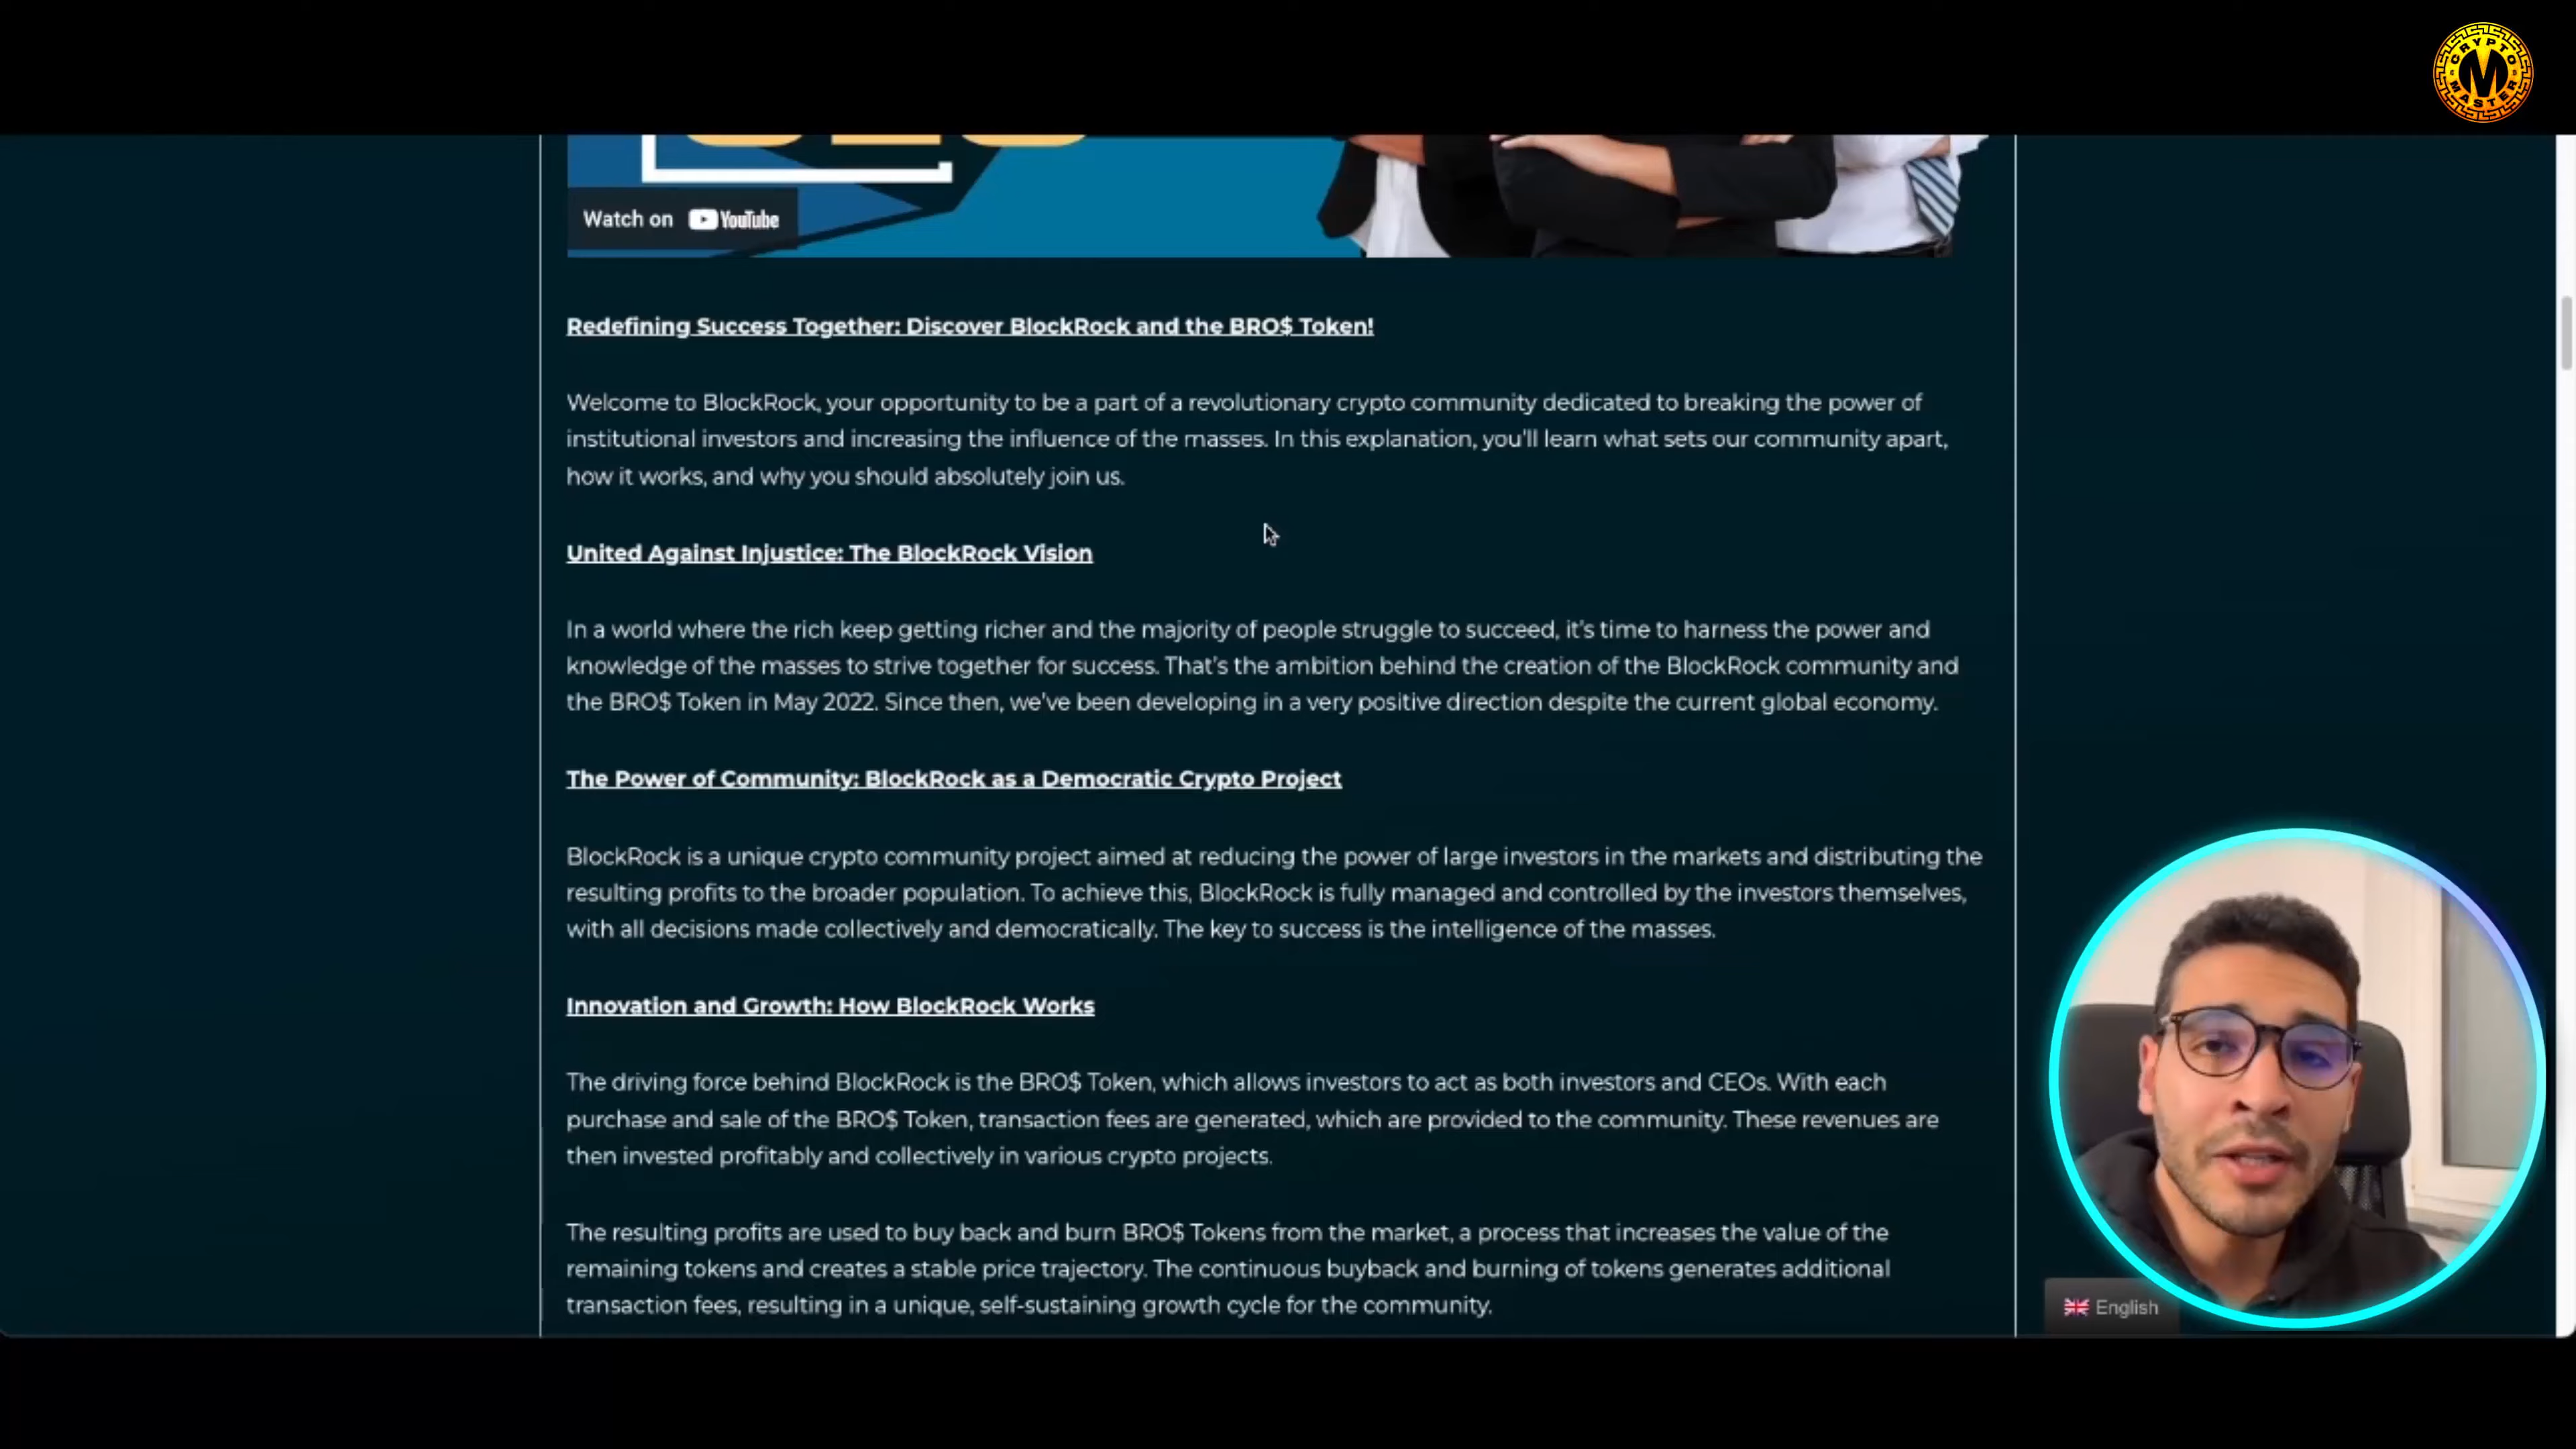 CRYPTO
M
MASTER
Watch on YouTube
Redefining Success Together: Discover BlockRock and the BRO$ Token!
Welcome to BlockRock, your opportunity to be a part of a revolutionary crypto community dedicated to breaking the power of
institutional investors and increasing the influence of the masses. In this explanation, you'll learn what sets our community apart,
how it works, and why you should absolutely join us.
United Against Injustice: The BlockRock Vision
In a world where the rich keep getting richer and the majority of people struggle to succeed, it's time to harness the power and
knowledge of the masses to strive together for success. That's the ambition behind the creation of the BlockRock community and
the BRO$ Token in May 2022. Since then, we've been developing in a very positive direction despite the current global economy.
The Power of Community: BlockRock as a Democratic Crypto Project
BlockRock is a unique crypto community project aimed at reducing the power of large investors in the markets and distributing the
resulting profits to the broader population. To achieve this, BlockRock is fully managed and controlled by the investors themselves,
with all decisions made collectively and democratically. The key to success is the intelligence of the masses.
Innovation and Growth: How BlockRock Works
The driving force behind BlockRock is the BRO$ Token, which allows investors to act as both investors and CEOs. With each
purchase and sale of the BRO$ Token, transaction fees are generated, which are provided to the community. These revenues are
then invested profitably and collectively in various crypto projects.
The resulting profits are used to buy back and burn BRO$ Tokens from the market, a process that increases the value of the
remaining tokens and creates a stable price trajectory. The continuous buyback and burning of tokens generates additional
transaction fees, resulting in a unique, self-sustaining growth cycle for the community.
English